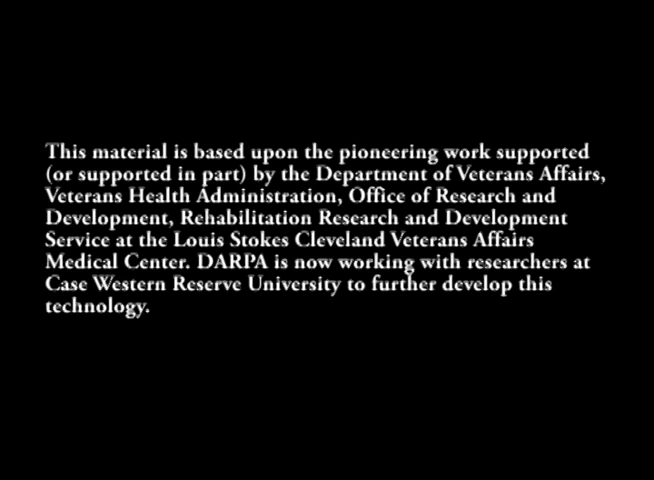 This material is based upon the pioneering work supported
(or supported in part) by the Department of Veterans Affairs,
Veterans Health Administration, Office of Research and
Development, Rehabilitation Research and Development
Service at the Louis Stokes Cleveland Veterans Affairs
Medical Center. DARPA is now working with researchers at
Case Western Reserve University to further develop this
technology.